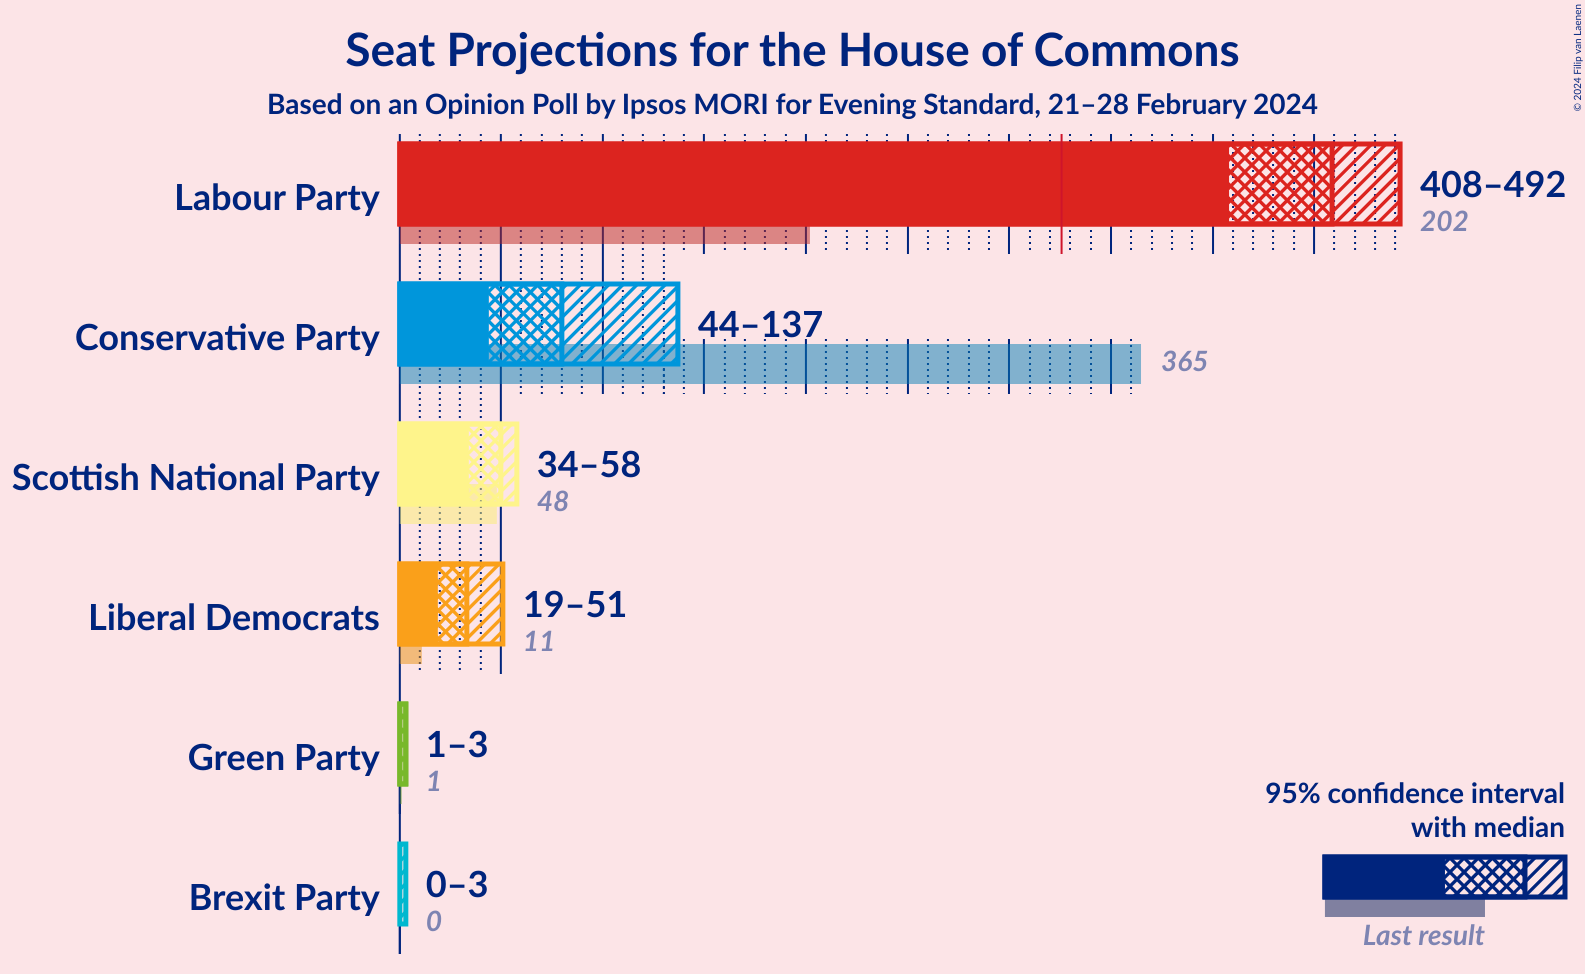 Seat Projections for the House of Commons
Based on an Opinion Poll by Ipsos MORI for Evening Standard, 21–28 February 2024
© 2024 Filip van Laenen
Labour Party
408–492
202
Conservative Party
44–137
365
Scottish National Party
34–58
48
Liberal Democrats
19–51
11
Green Party
1–3
1
Brexit Party
0–3
0
95% confidence interval
with median
Last result